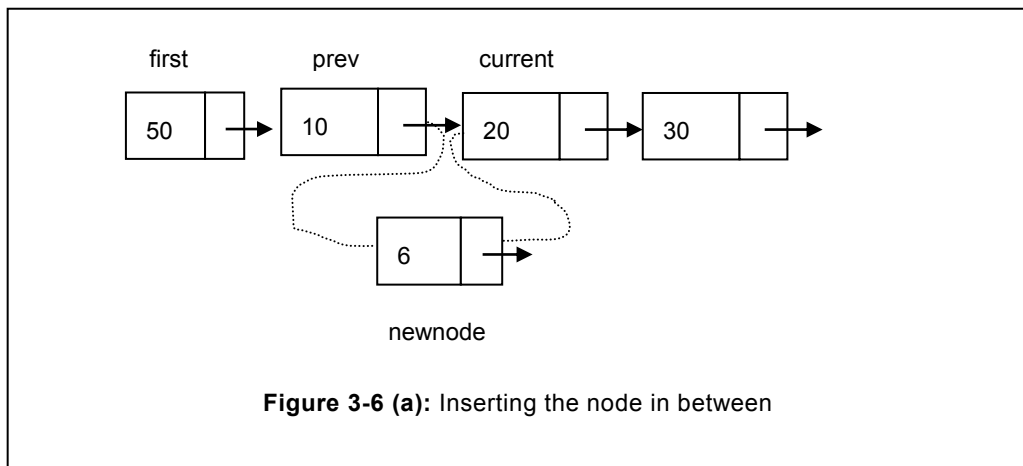 first prev current
50 10 20 30
6
newnode
Figure 3-6 (a): Inserting the node in between